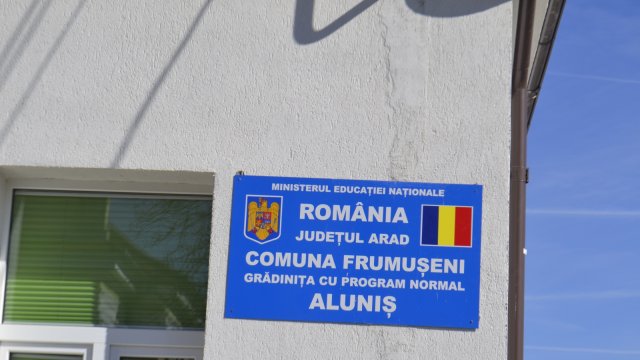 MINISTERUL EDUCAȚIEI NAȚIONALE
ROMÂNIA
JUDEȚUL ARAD
COMUNA FRUMUȘENI
GRĂDINIȚA CU PROGRAM NORMAL
ALUNIȘ